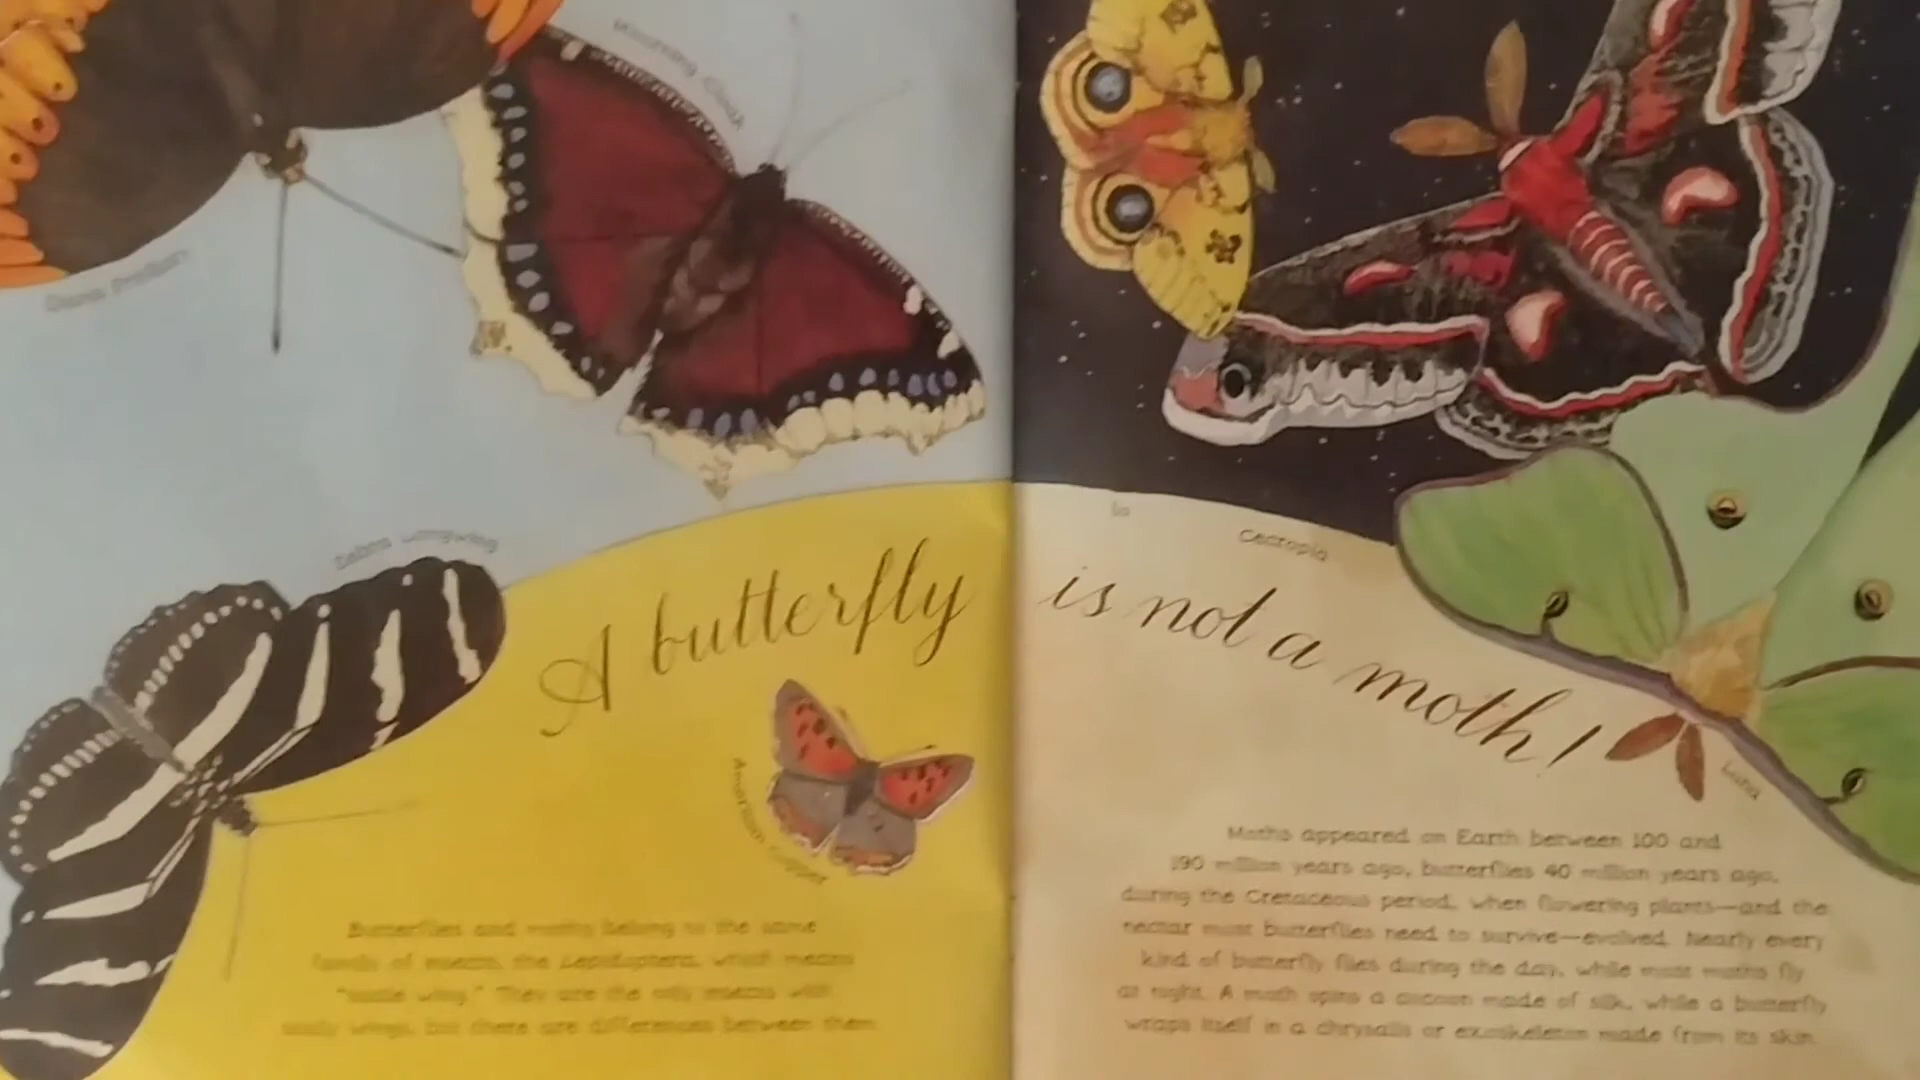 Mourning Cloak
Diana Fritillary
Zebra Longwing
A butterfly is not a moth!
Io
Cecropia
Luna
American Copper
Butterflies and moths belong to the same
family of insects, the Lepidoptera, which means
"scale wing." They are the only insects with
scaly wings, but there are differences between them.
Moths appeared on Earth between 100 and
190 million years ago, butterflies 40 million years ago,
during the Cretaceous period, when flowering plants—and the
nectar most butterflies need to survive—evolved. Nearly every
kind of butterfly flies during the day, while most moths fly
at night. A moth spins a cocoon made of silk, while a butterfly
wraps itself in a chrysalis or exoskeleton made from its skin.